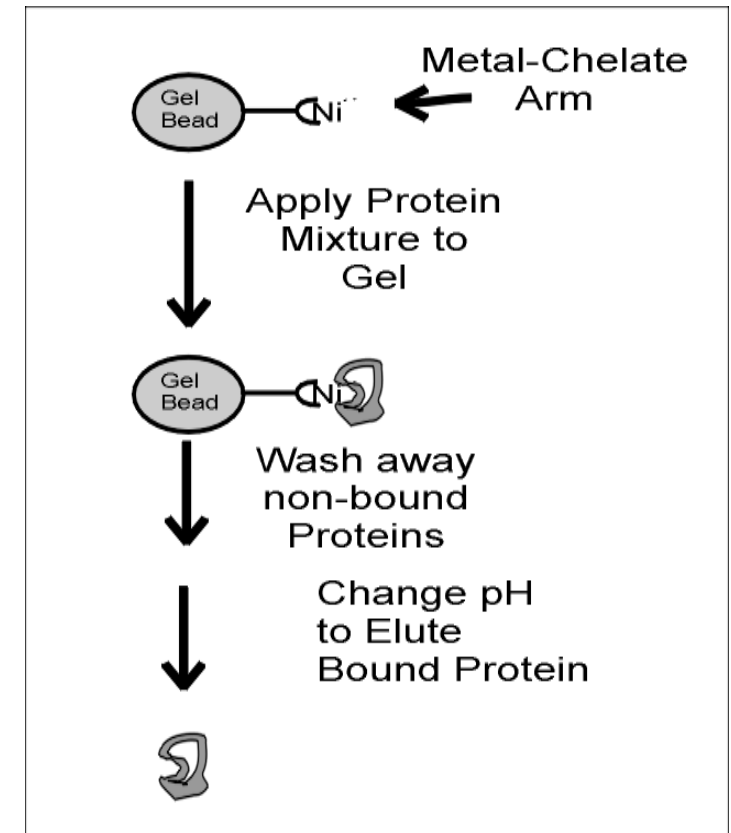 Metal-Chelate
Arm
Gel
Bead
Ni¨
Apply Protein
Mixture to
Gel
Gel
Bead
Ni
Wash away
non-bound
Proteins
Change pH
to Elute
Bound Protein